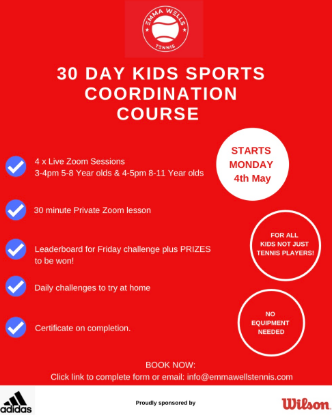 EMMA WELLS
TENNIS
30 DAY KIDS SPORTS
COORDINATION
COURSE
STARTS
MONDAY
4th May
4 x Live Zoom Sessions
3-4pm 5-8 Year olds & 4-5pm 8-11 Year olds
30 minute Private Zoom lesson
FOR ALL
KIDS NOT JUST
TENNIS PLAYERS!
Leaderboard for Friday challenge plus PRIZES
to be won!
Daily challenges to try at home
NO
EQUIPMENT
NEEDED
Certificate on completion.
BOOK NOW:
Click link to complete form or email: info@emmawellstennis.com
adidas
Proudly sponsored by
Wilson